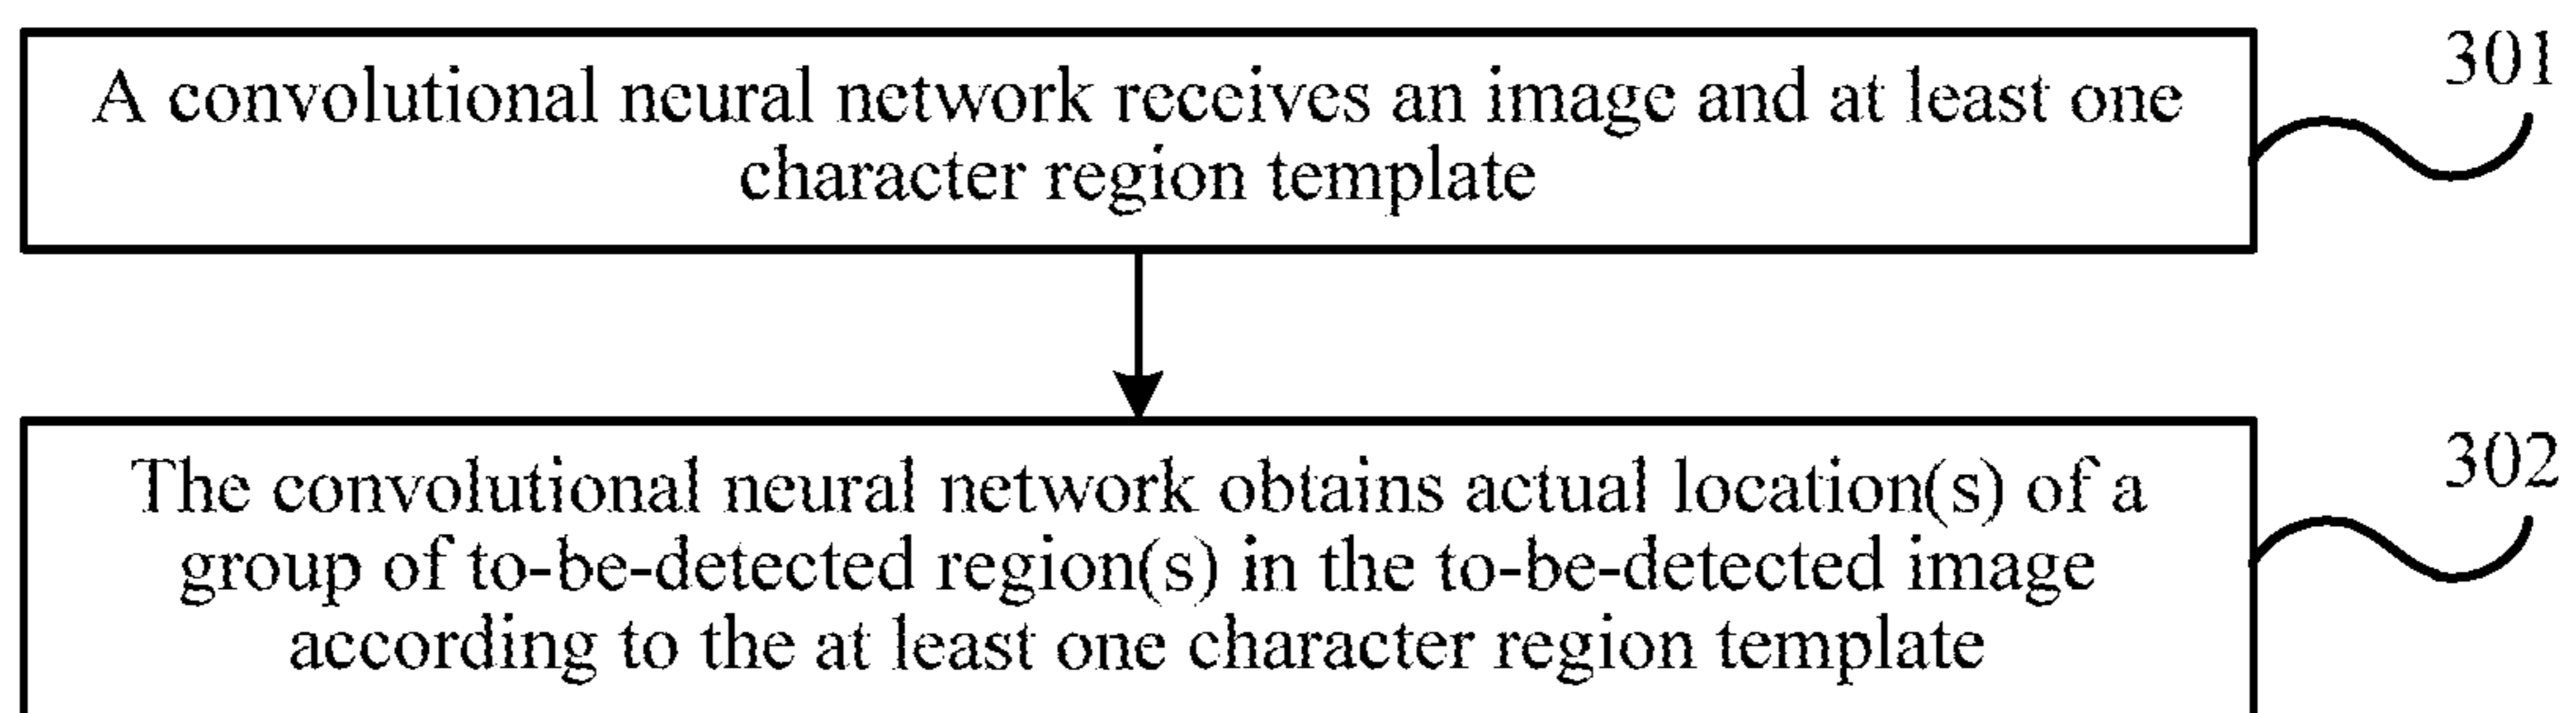 A convolutional neural network receives an image and at least one
character region template
301
The convolutional neural network obtains actual location(s) of a
group of to-be-detected region(s) in the to-be-detected image
according to the at least one character region template
302